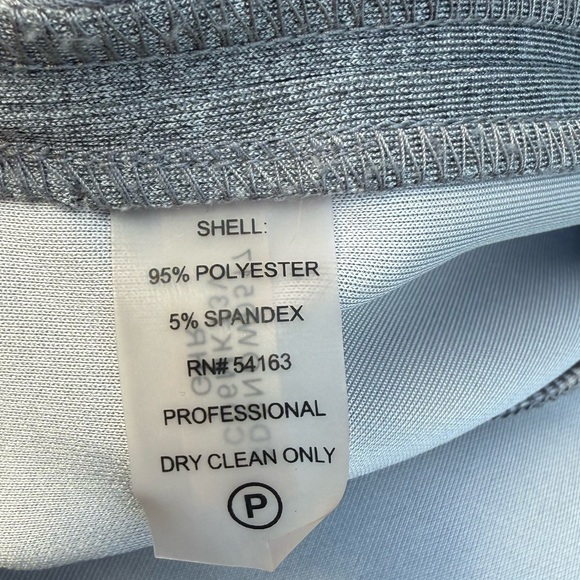 SHELL:
95% POLYESTER
5% SPANDEX
RN# 54163
PROFESSIONAL
DRY CLEAN ONLY
P